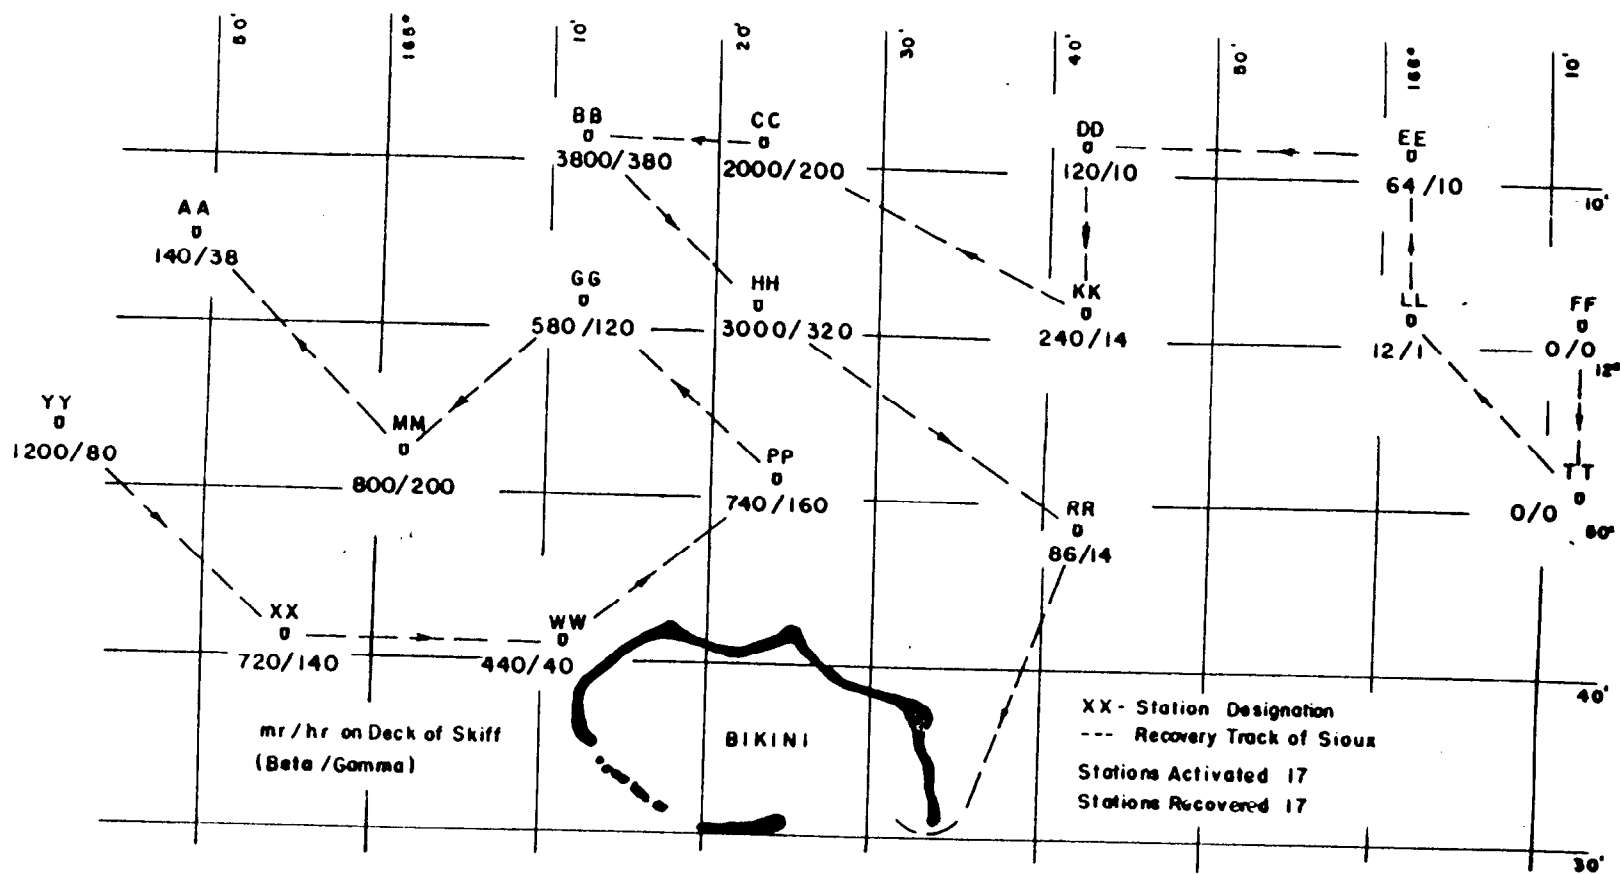 50'
165°
10'
20'
30'
40'
50'
166°
10'
BB
CC
DD
EE
3800/380
2000/200
120/10
64/10
10'
AA
140/38
GG
HH
KK
LL
FF
580/120
3000/320
240/14
12/1
0/0
12°
YY
1200/80
MM
800/200
PP
740/160
TT
0/0
50'
RR
86/14
XX
720/140
WW
440/40
40'
mr/hr on Deck of Skiff
(Beta/Gamma)
BIKINI
XX - Station Designation
--- Recovery Track of Sioux
Stations Activated 17
Stations Recovered 17
30'